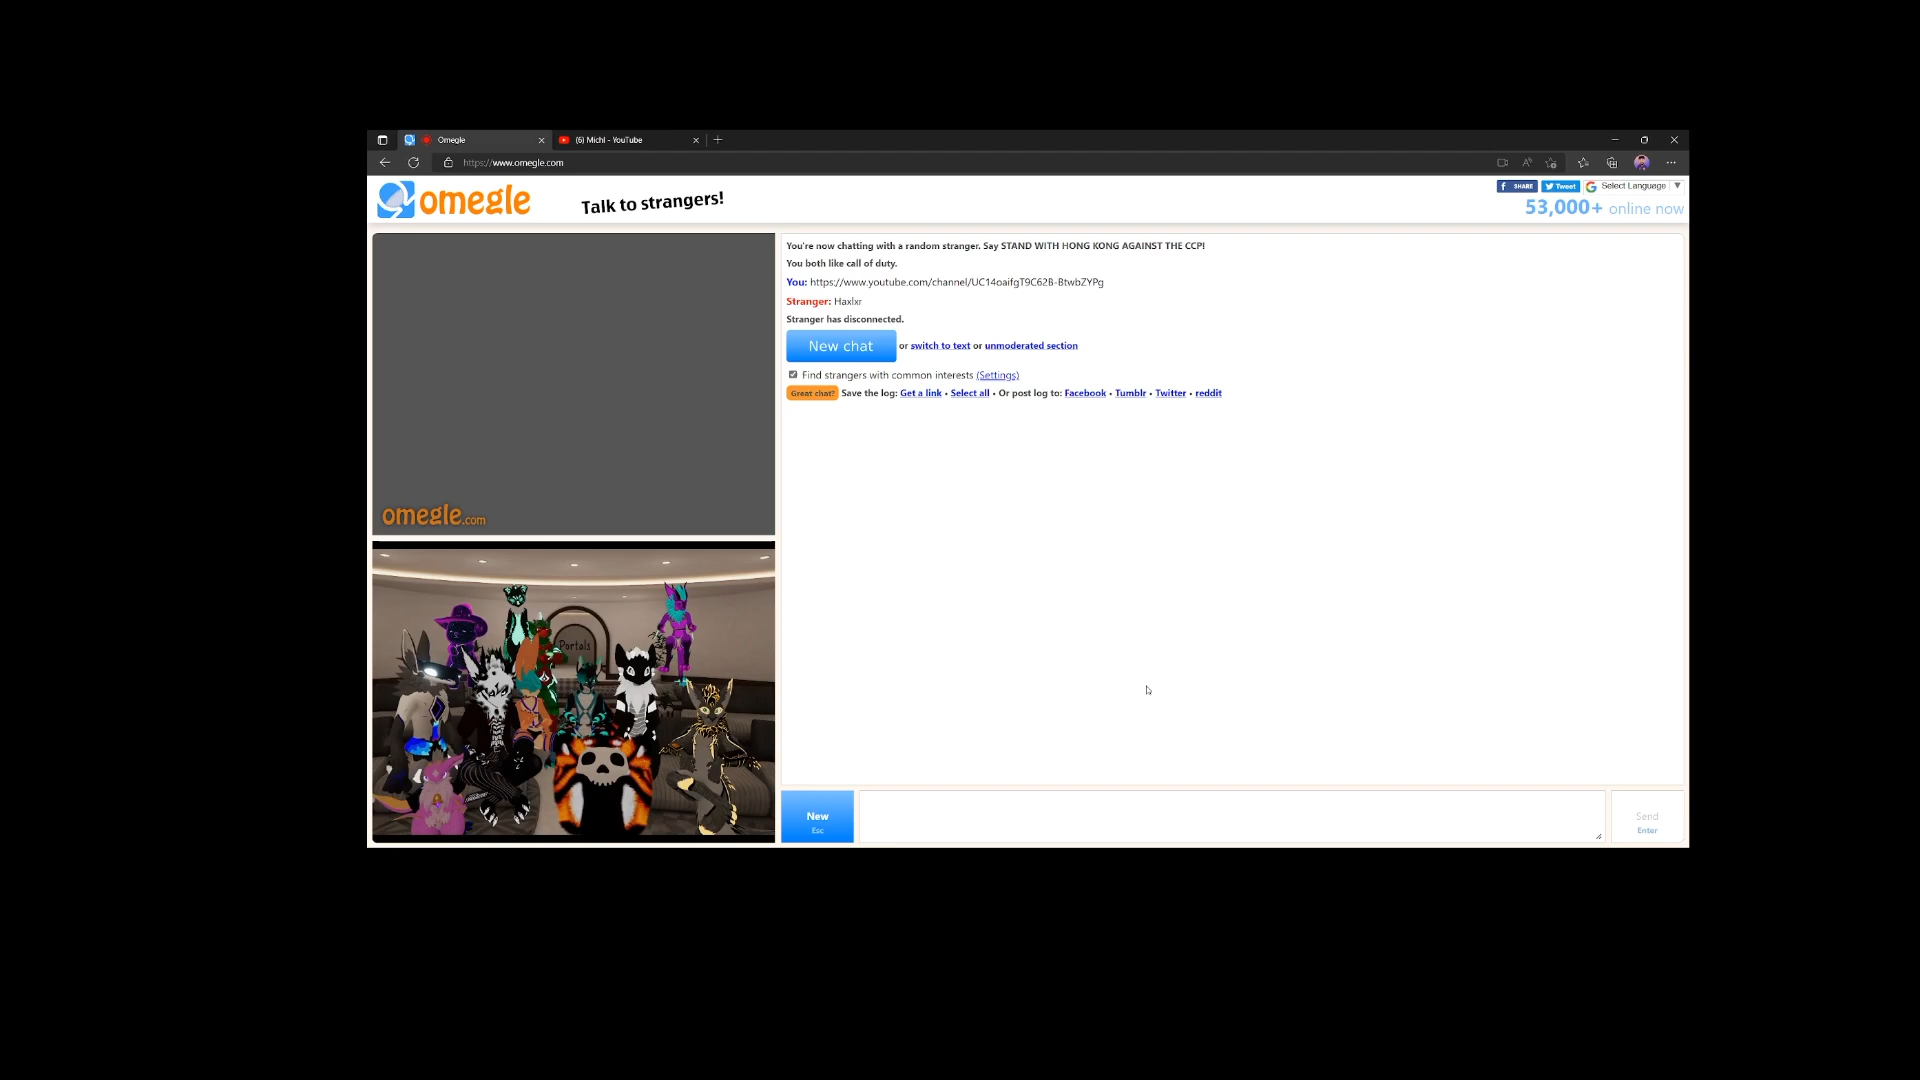 Omegle
(6) Michl - YouTube
https://www.omegle.com
omegle
Talk to strangers!
SHARE
Tweet
Select Language
53,000+ online now
You're now chatting with a random stranger. Say STAND WITH HONG KONG AGAINST THE CCP!
You both like call of duty.
You: https://www.youtube.com/channel/UC14oaifgT9C62B-BtwbZYPg
Stranger: Haxlxr
Stranger has disconnected.
New chat or switch to text or unmoderated section
Find strangers with common interests (Settings)
Great chat? Save the log: Get a link • Select all • Or post log to: Facebook • Tumblr • Twitter • reddit
omegle.com
Portals
New
Esc
Send
Enter